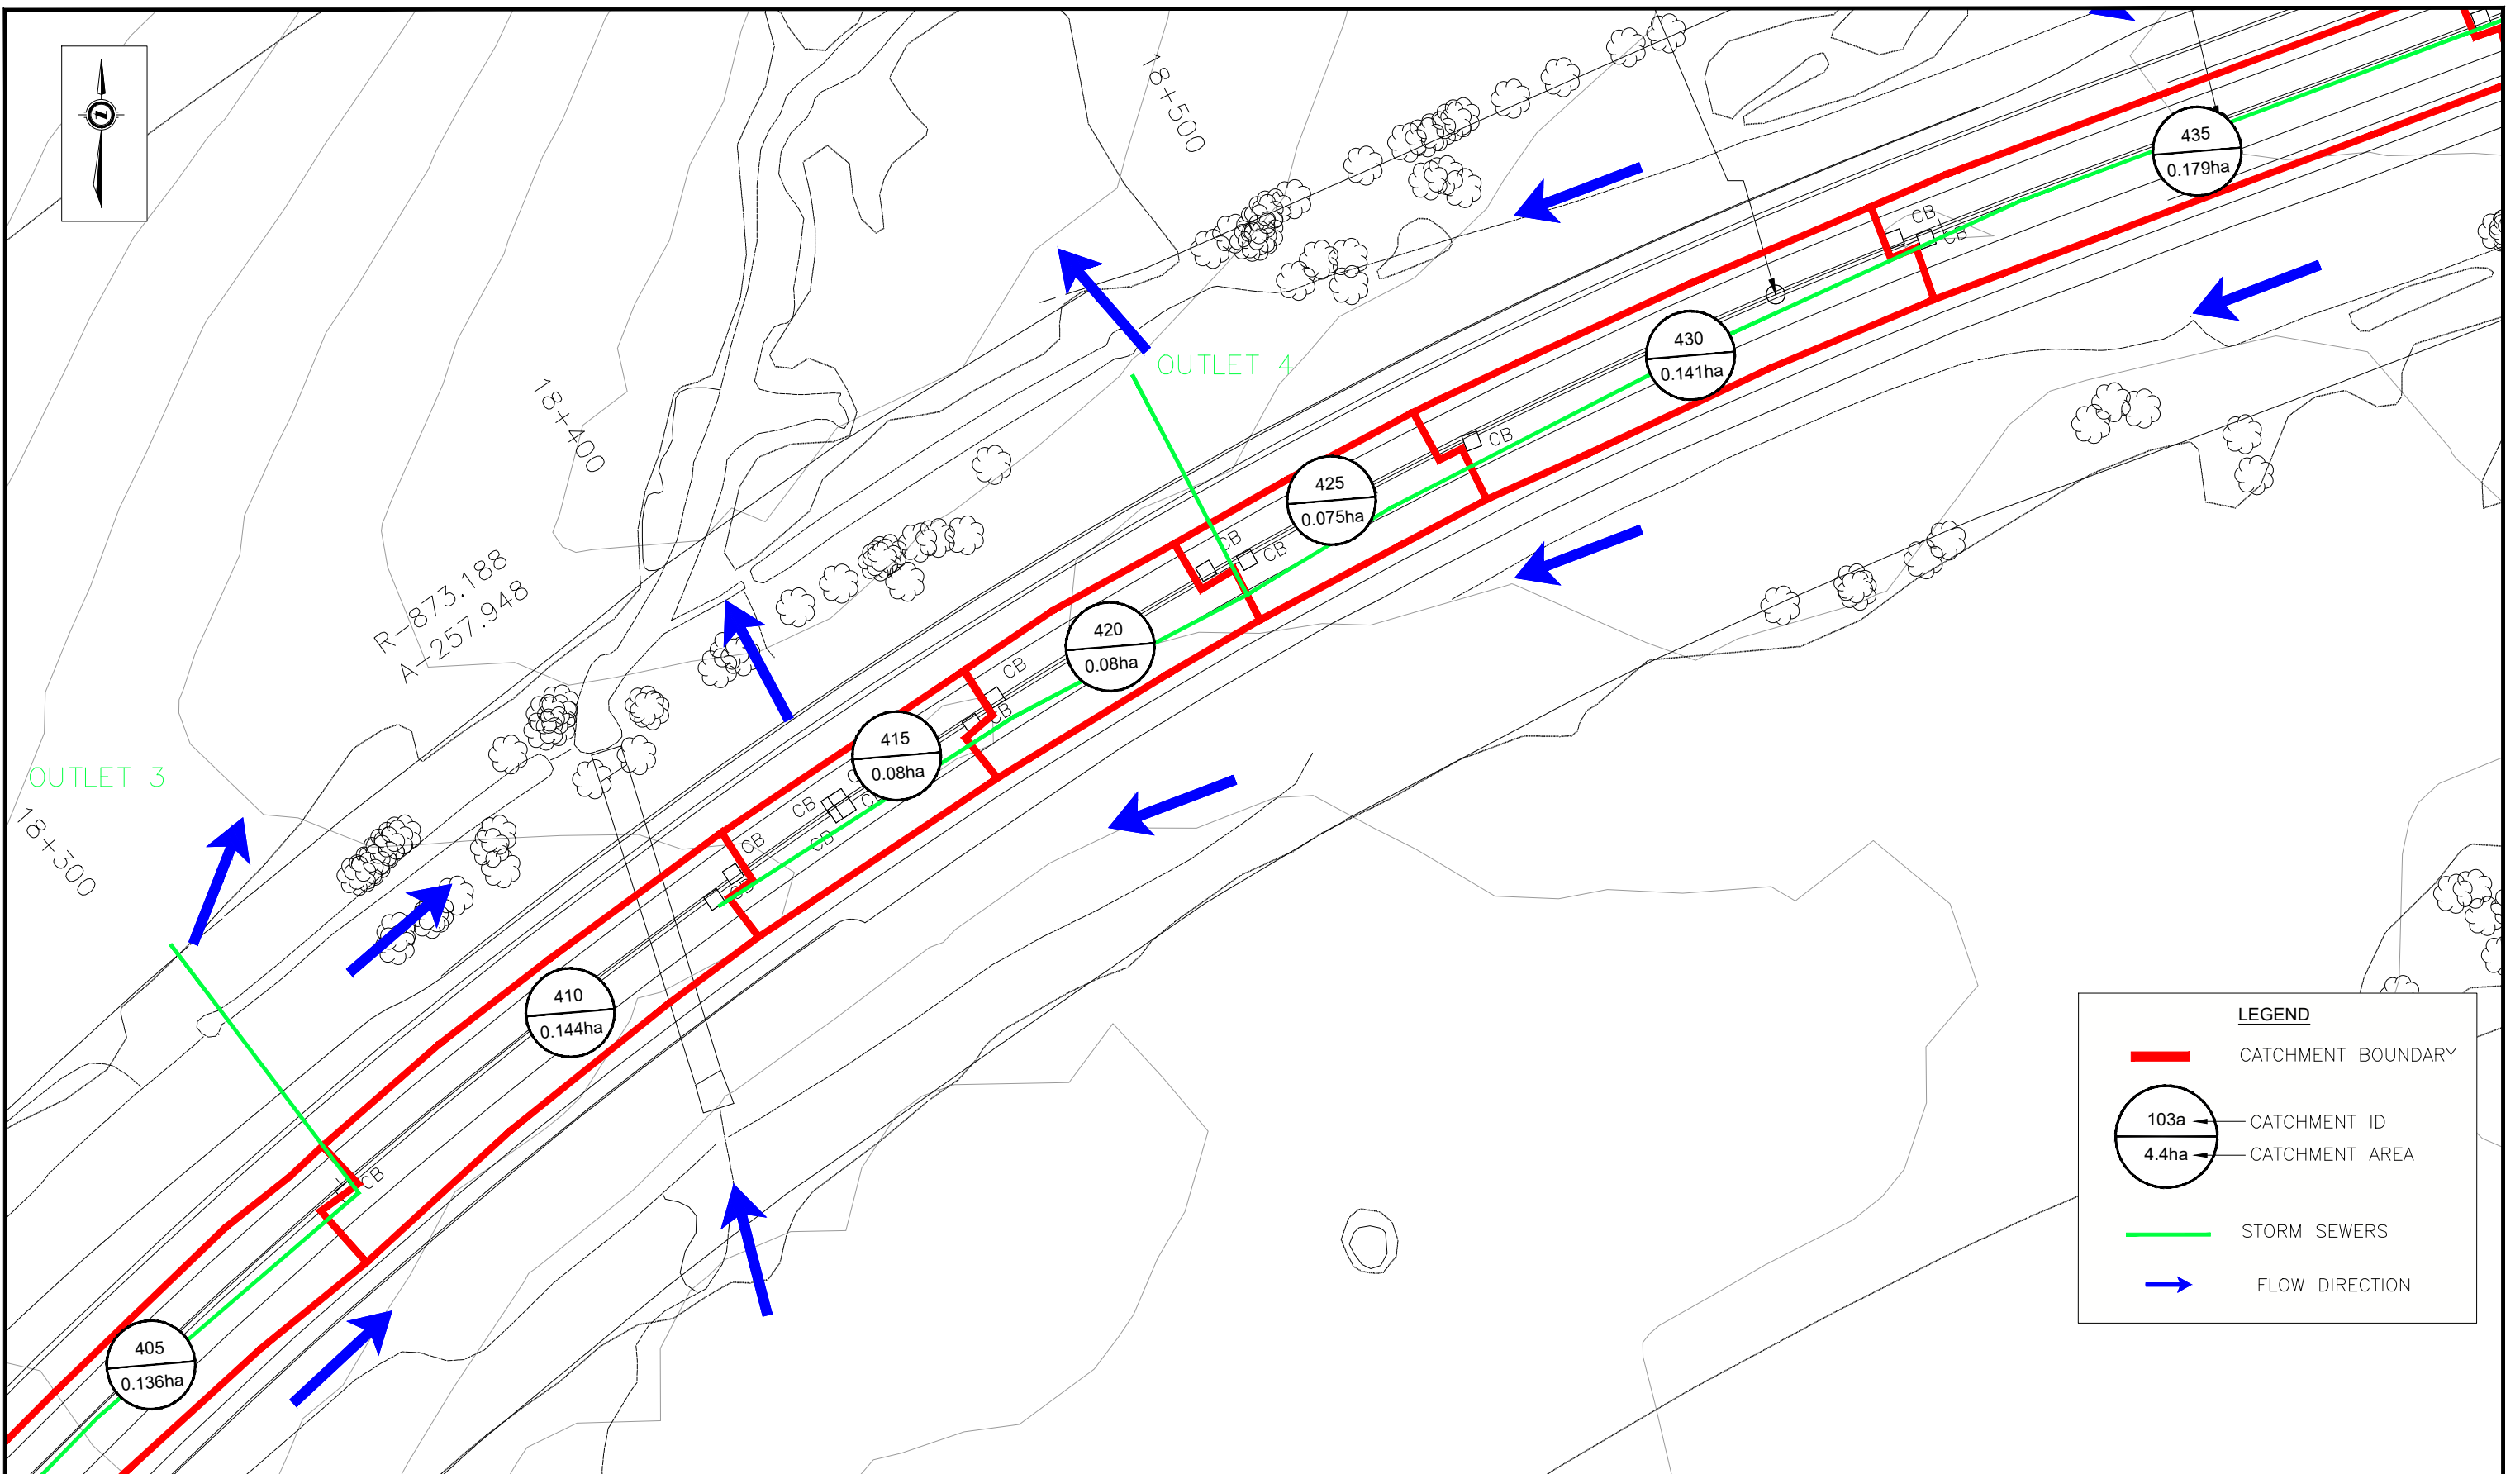 18+500
435
0.179ha
CB
CB
430
0.141ha
OUTLET 4
18+400
CB
425
0.075ha
CB
CB
R-873.188
A-257.948
420
0.08ha
CB
CB
415
0.08ha
OUTLET 3
18+300
CB
CB
CB
CB
410
0.144ha
CB
405
0.136ha
LEGEND
CATCHMENT BOUNDARY
103a
CATCHMENT ID
4.4ha
CATCHMENT AREA
STORM SEWERS
FLOW DIRECTION